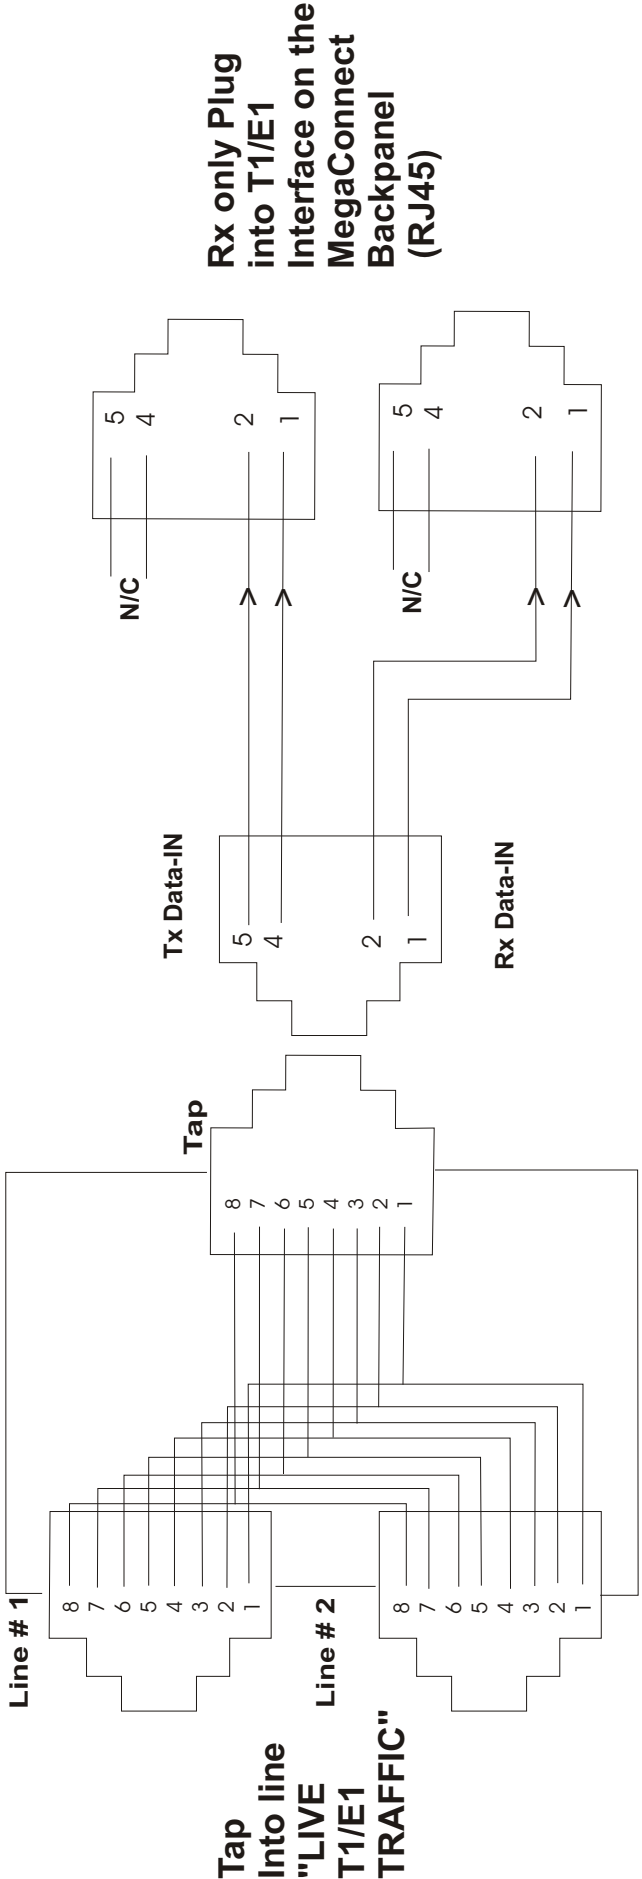 Rx only Plug
into T1/E1
Interface on the
MegaConnect
Backpanel
(RJ45)
5
4
2
1
N/C
5
4
2
1
N/C
Tx Data-IN
5
4
2
1
Rx Data-IN
Tap
8
7
6
5
4
3
2
1
Line # 1
8
7
6
5
4
3
2
1
Line # 2
8
7
6
5
4
3
2
1
Tap
Into line
"LIVE
T1/E1
TRAFFIC"